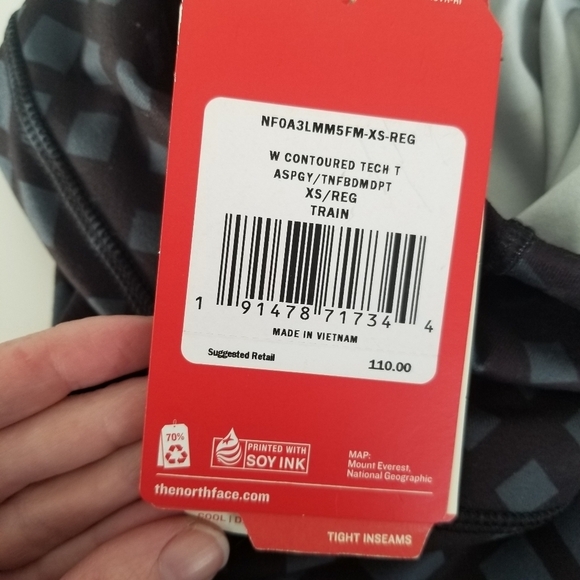 NF0A3LMM5FM-XS-REG
W CONTOURED TECH T
ASPGY/TNFBDMDPT
XS/REG
TRAIN
1 91478 71734 4
MADE IN VIETNAM
Suggested Retail 110.00
70%
PRINTED WITH
SOY INK
MAP:
Mount Everest,
National Geographic
thenorthface.com
TIGHT INSEAMS